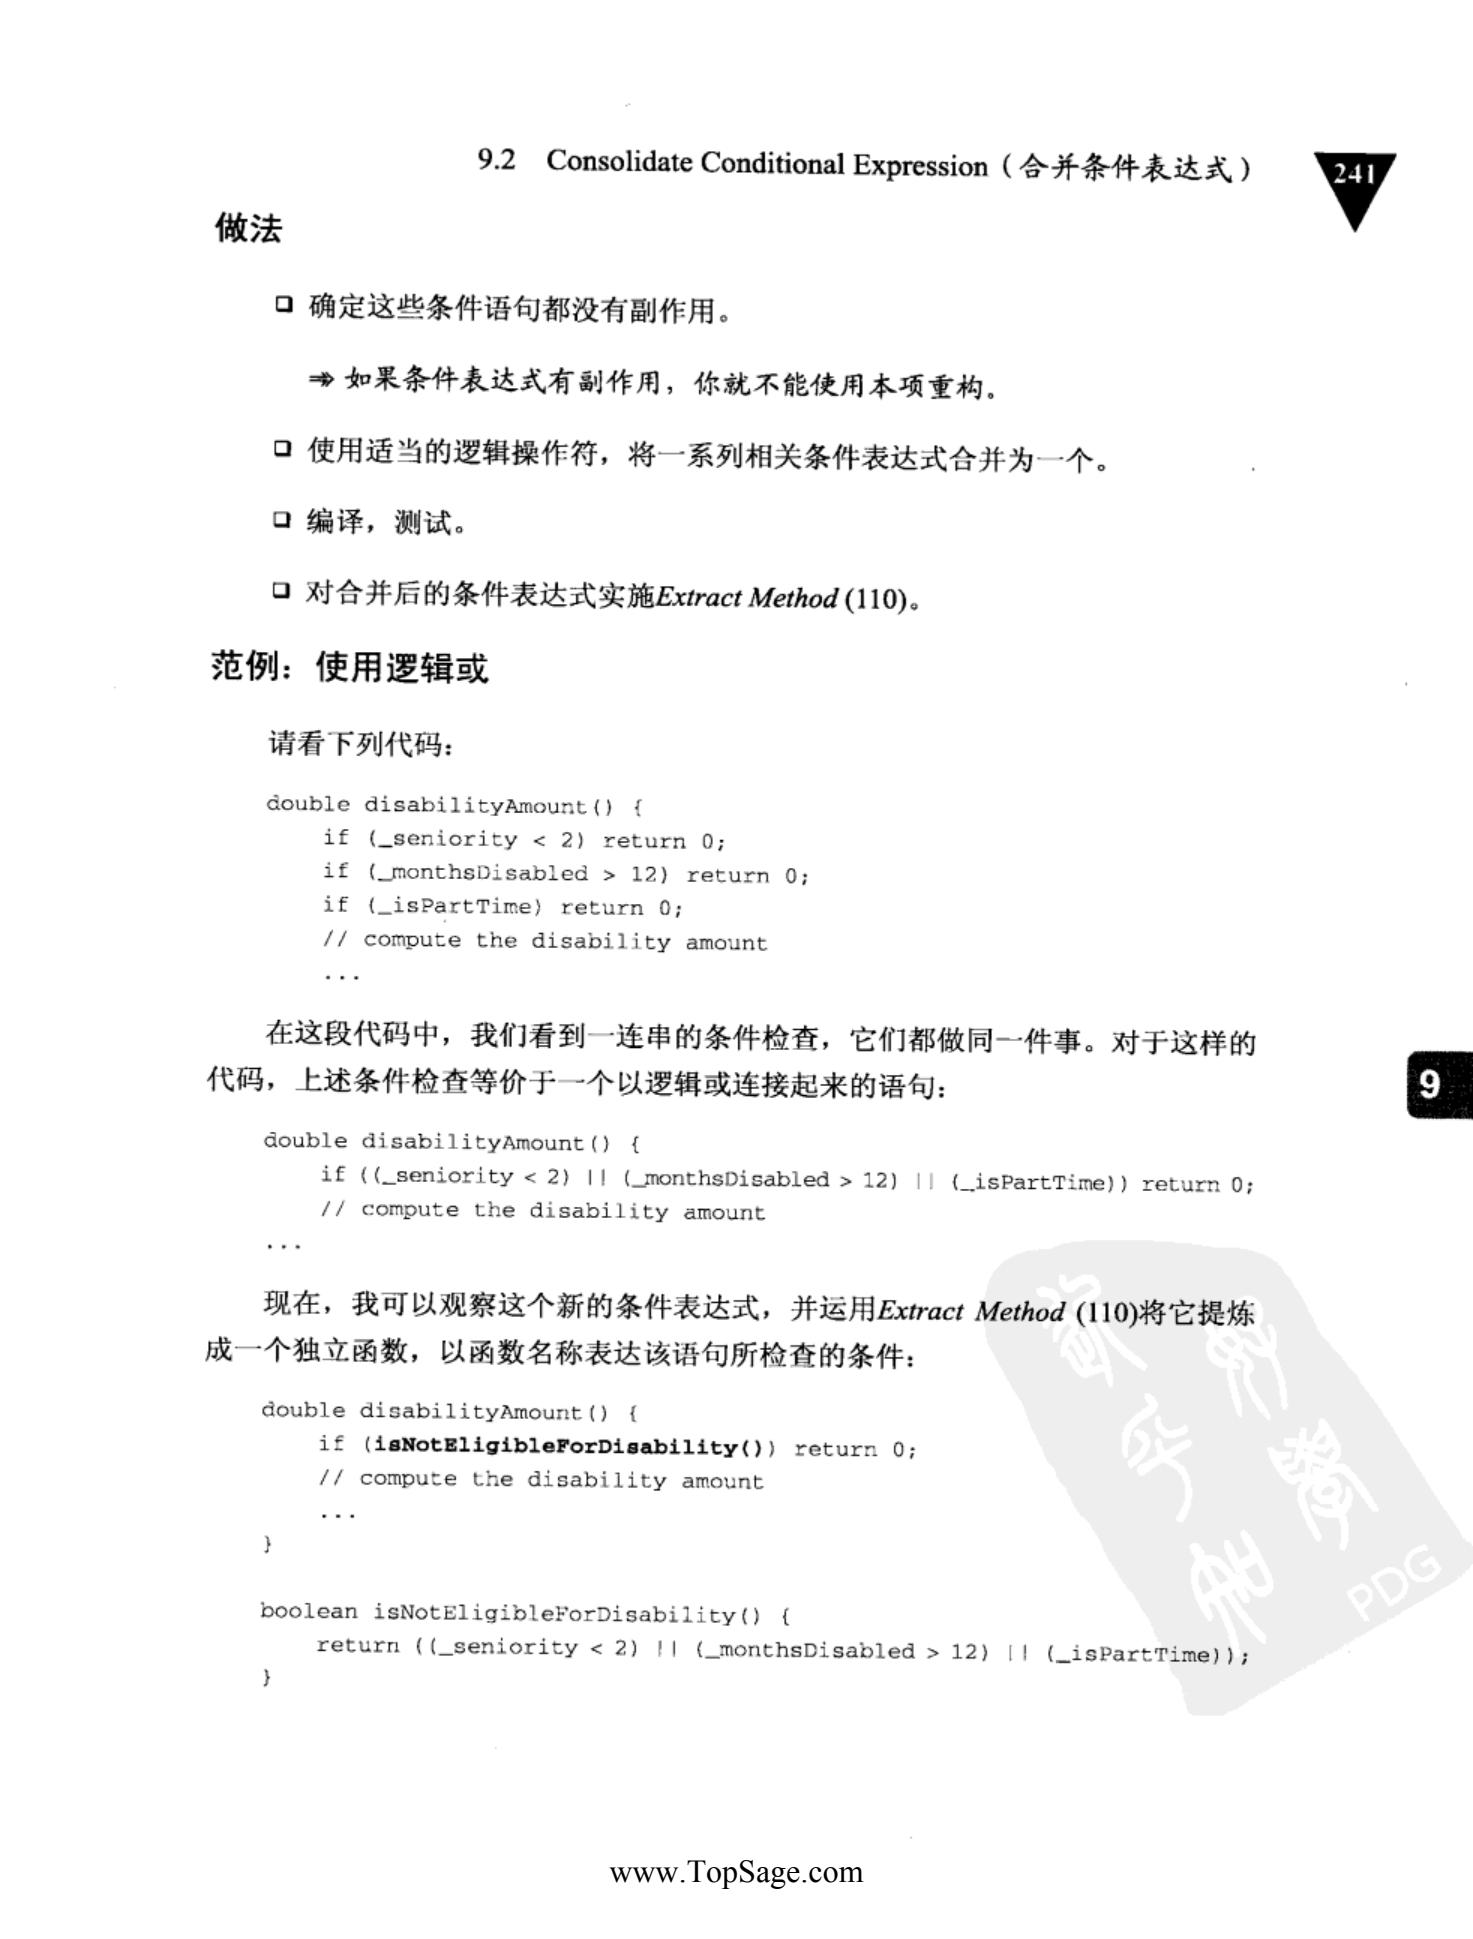 9.2 Consolidate Conditional Expression（合并条件表达式）
241
做法
❑ 确定这些条件语句都没有副作用。
⇒ 如果条件表达式有副作用，你就不能使用本项重构。
❑ 使用适当的逻辑操作符，将一系列相关条件表达式合并为一个。
❑ 编译，测试。
❑ 对合并后的条件表达式实施Extract Method (110)。
范例：使用逻辑或
请看下列代码：
double disabilityAmount() {
if (_seniority < 2) return 0;
if (_monthsDisabled > 12) return 0;
if (_isPartTime) return 0;
// compute the disability amount
...
在这段代码中，我们看到一连串的条件检查，它们都做同一件事。对于这样的
代码，上述条件检查等价于一个以逻辑或连接起来的语句：
9
double disabilityAmount() {
if ((_seniority < 2) || (_monthsDisabled > 12) || (_isPartTime)) return 0;
// compute the disability amount
...
现在，我可以观察这个新的条件表达式，并运用Extract Method (110)将它提炼
成一个独立函数，以函数名称表达该语句所检查的条件：
double disabilityAmount() {
if (isNotEligibleForDisability()) return 0;
// compute the disability amount
...
}
boolean isNotEligibleForDisability() {
return ((_seniority < 2) || (_monthsDisabled > 12) || (_isPartTime));
}
PDG
www.TopSage.com